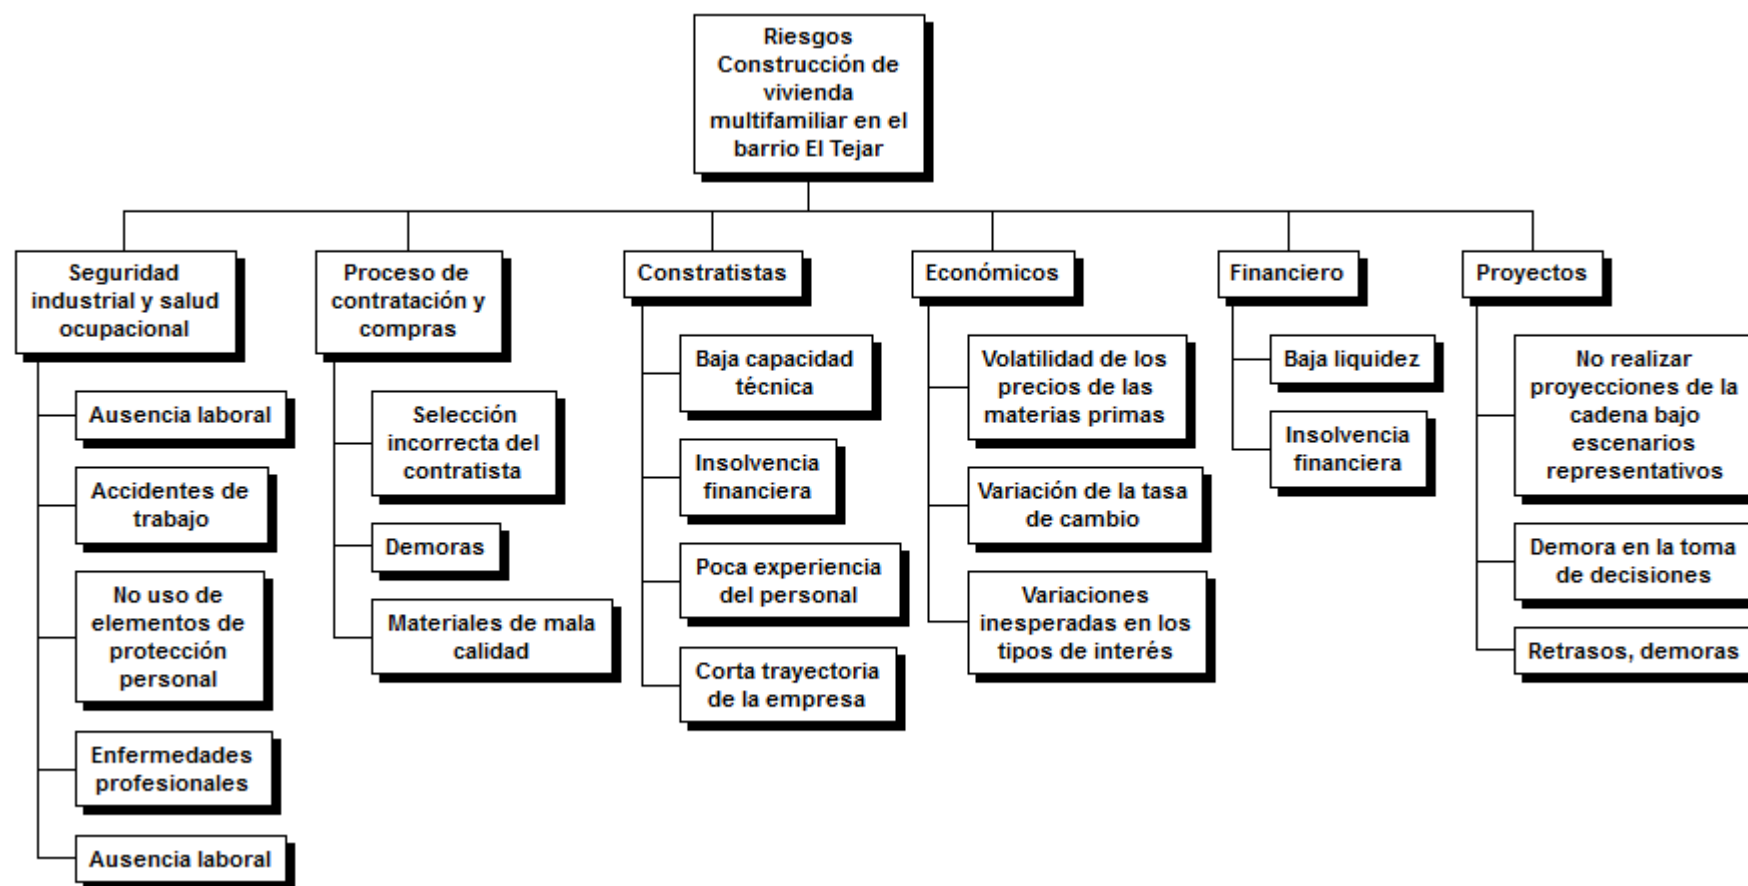 Riesgos
Construcción de
vivienda
multifamiliar en el
barrio El Tejar
Seguridad
industrial y salud
ocupacional
Ausencia laboral
Accidentes de
trabajo
No uso de
elementos de
protección
personal
Enfermedades
profesionales
Ausencia laboral
Proceso de
contratación y
compras
Selección
incorrecta del
contratista
Demoras
Materiales de mala
calidad
Constratistas
Baja capacidad
técnica
Insolvencia
financiera
Poca experiencia
del personal
Corta trayectoria
de la empresa
Económicos
Volatilidad de los
precios de las
materias primas
Variación de la tasa
de cambio
Variaciones
inesperadas en los
tipos de interés
Financiero
Baja liquidez
Insolvencia
financiera
Proyectos
No realizar
proyecciones de la
cadena bajo
escenarios
representativos
Demora en la toma
de decisiones
Retrasos, demoras